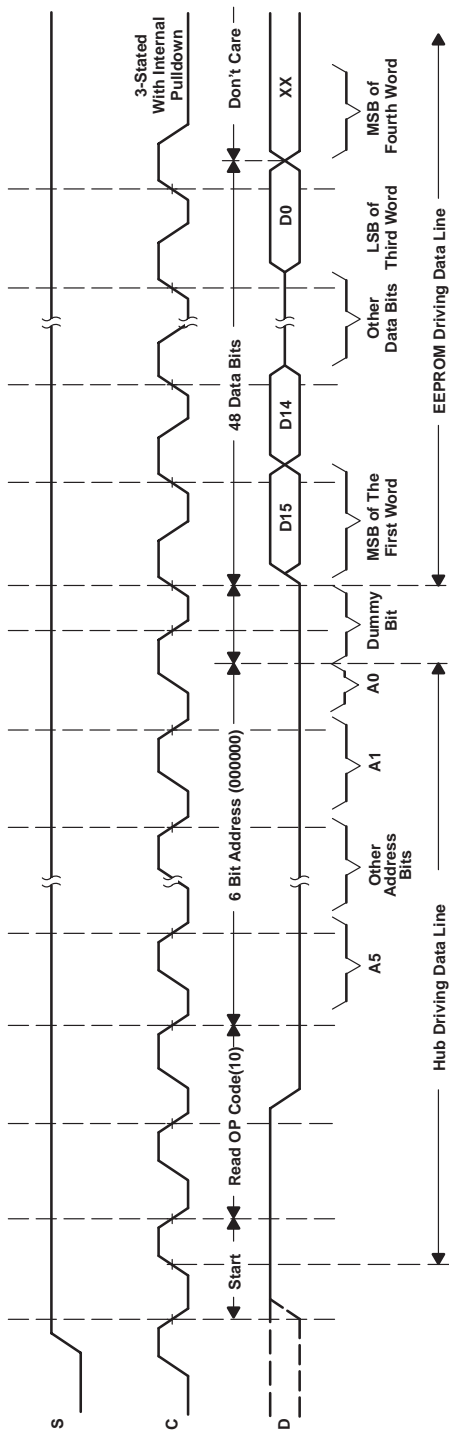 S
C
3-Stated
With Internal
Pulldown
Start
Read OP Code(10)
6 Bit Address (000000)
48 Data Bits
Don't Care
D
D15
D14
D0
XX
A5
Other
Address
Bits
A1
A0
Dummy
Bit
MSB of The
First Word
Other
Data Bits
LSB of
Third Word
MSB of
Fourth Word
Hub Driving Data Line
EEPROM Driving Data Line